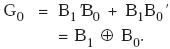 G₀ = B₁′B₀ + B₁B₀′
= B₁ ⊕ B₀.